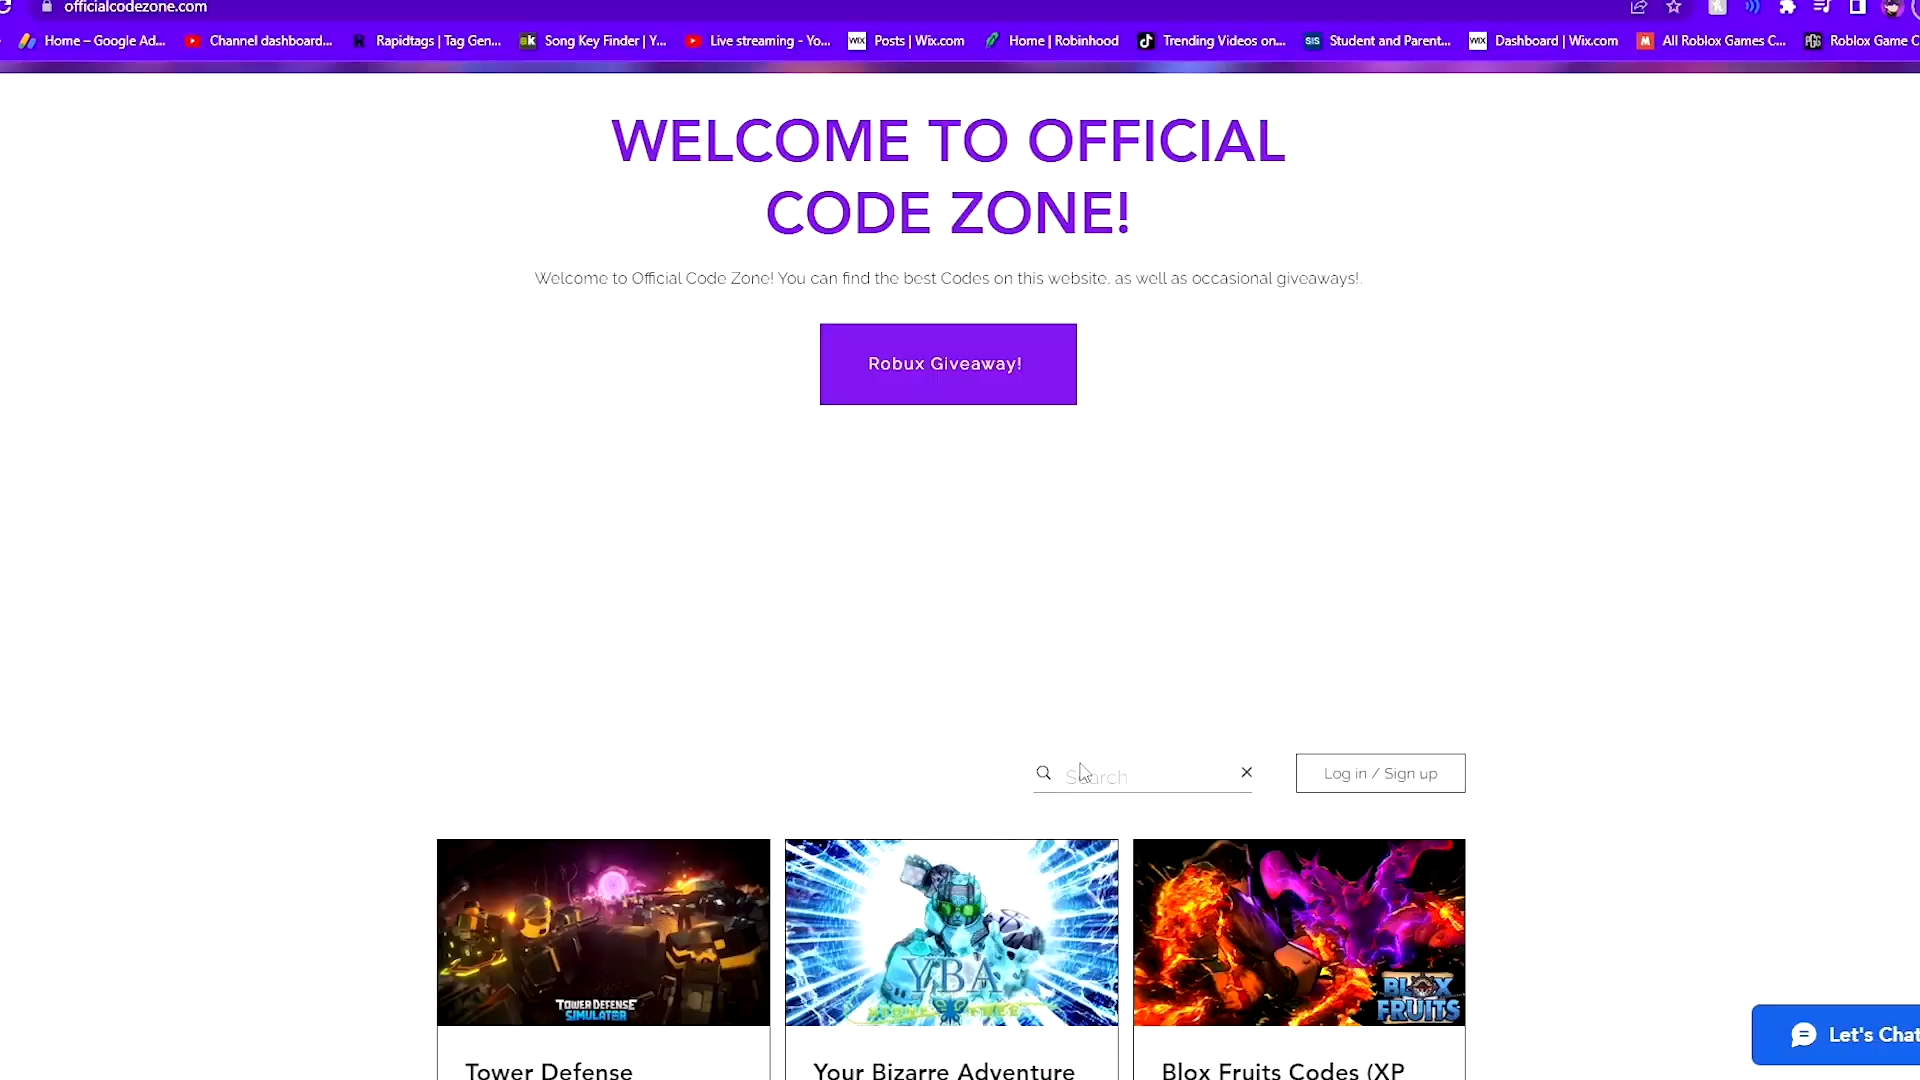 officialcodezone.com
Home – Google Ad... Channel dashboard... Rapidtags | Tag Gen... Song Key Finder | Y... Live streaming - Yo... Posts | Wix.com Home | Robinhood Trending Videos on... Student and Parent... Dashboard | Wix.com All Roblox Games C... Roblox Game C
WELCOME TO OFFICIAL
CODE ZONE!
Welcome to Official Code Zone! You can find the best Codes on this website, as well as occasional giveaways!.
Robux Giveaway!
Search
Log in / Sign up
TOWER DEFENSE
SIMULATOR
YBA
BLOX
FRUITS
Let's Chat
Tower Defense
Your Bizarre Adventure
Blox Fruits Codes (XP